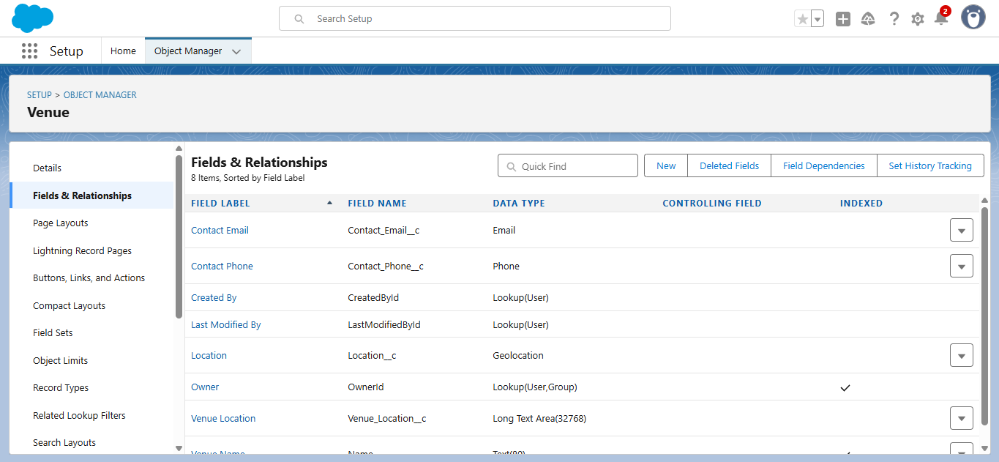 Search Setup
2
Setup
Home
Object Manager
SETUP > OBJECT MANAGER
Venue
Details
Fields & Relationships
Page Layouts
Lightning Record Pages
Buttons, Links, and Actions
Compact Layouts
Field Sets
Object Limits
Record Types
Related Lookup Filters
Search Layouts
Fields & Relationships
8 Items, Sorted by Field Label
Quick Find
New
Deleted Fields
Field Dependencies
Set History Tracking
FIELD LABEL FIELD NAME DATA TYPE CONTROLLING FIELD INDEXED
Contact Email Contact_Email__c Email
Contact Phone Contact_Phone__c Phone
Created By CreatedById Lookup(User)
Last Modified By LastModifiedById Lookup(User)
Location Location__c Geolocation
Owner OwnerId Lookup(User,Group)
Venue Location Venue_Location__c Long Text Area(32768)
Venue Name Name Text(80)